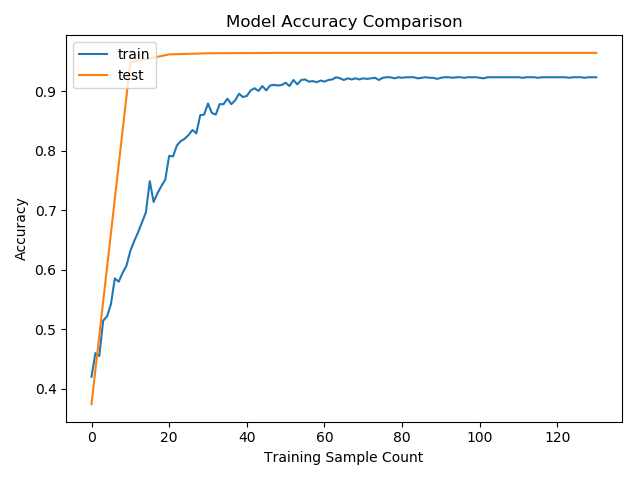 Model Accuracy Comparison
train
test
0.9
0.8
0.7
0.6
0.5
0.4
Accuracy
0 20 40 60 80 100 120
Training Sample Count